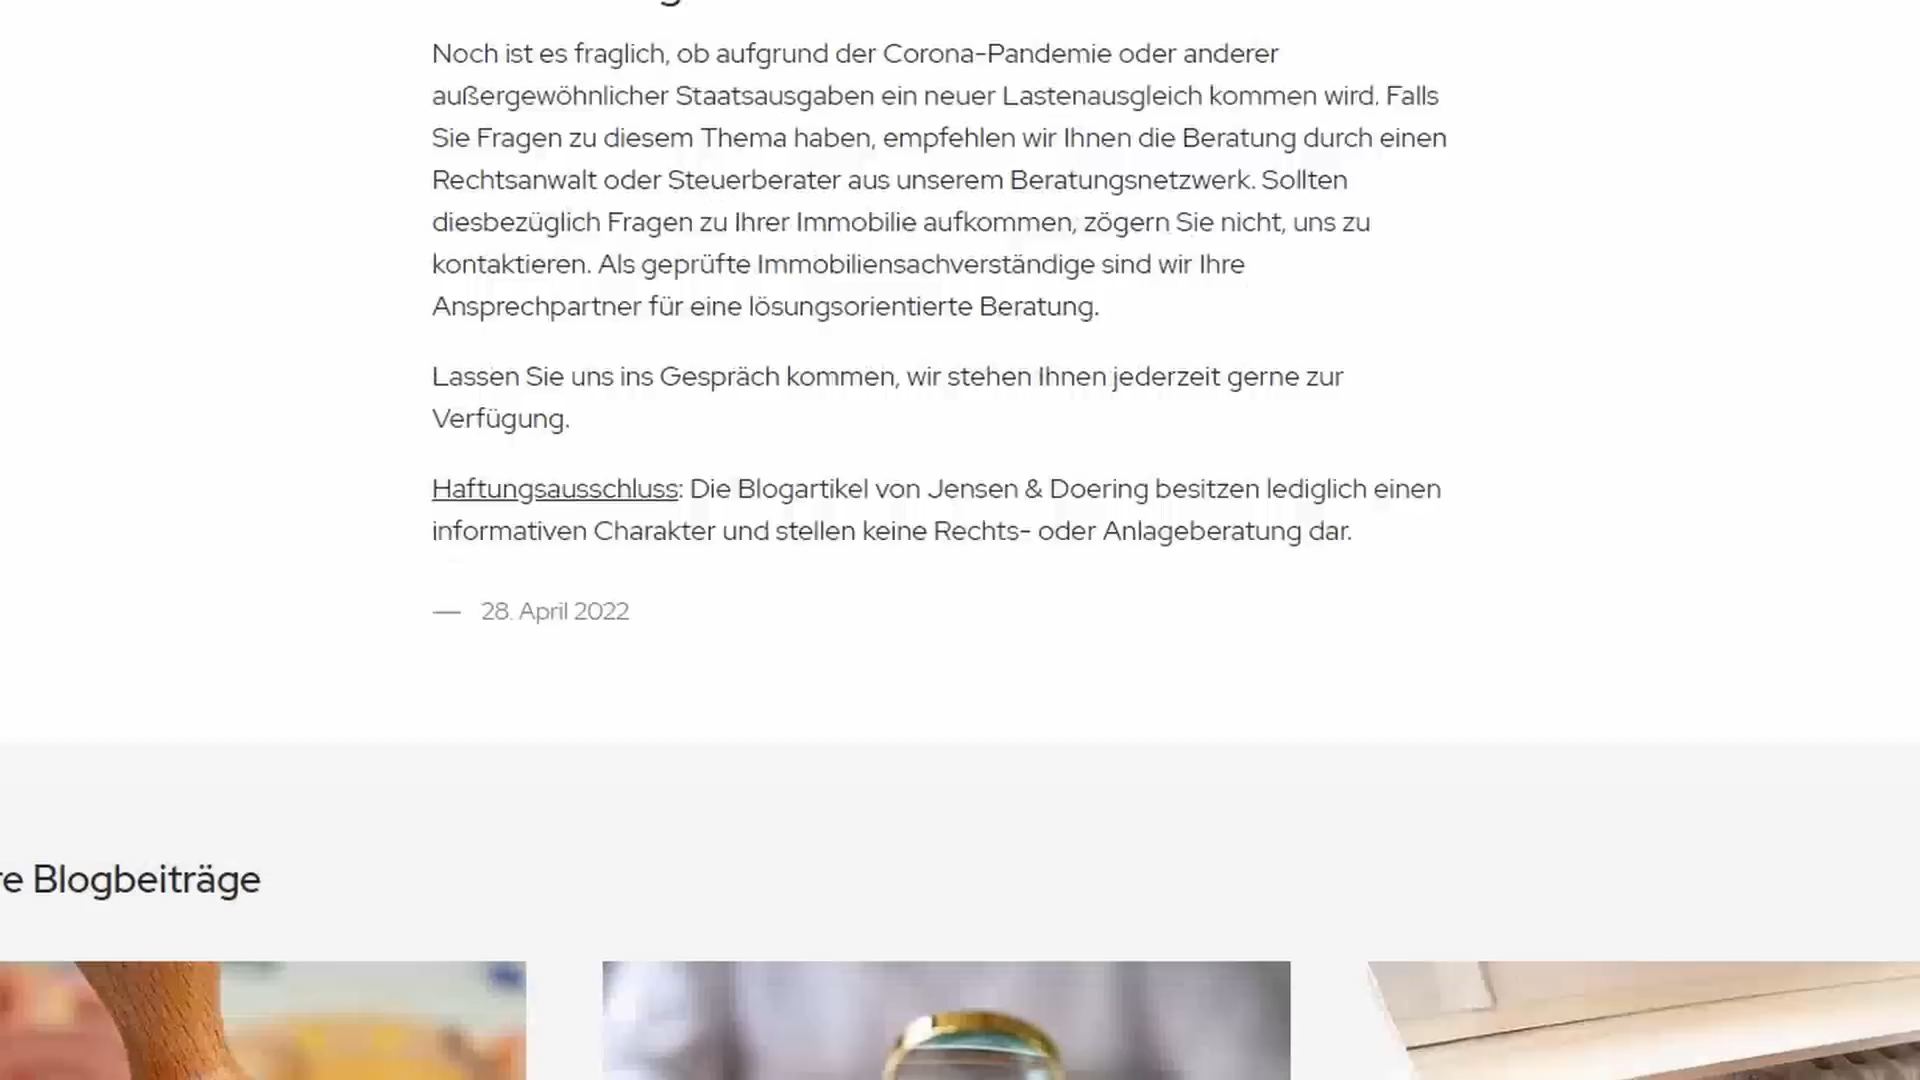 Noch ist es fraglich, ob aufgrund der Corona-Pandemie oder anderer
außergewöhnlicher Staatsausgaben ein neuer Lastenausgleich kommen wird. Falls
Sie Fragen zu diesem Thema haben, empfehlen wir Ihnen die Beratung durch einen
Rechtsanwalt oder Steuerberater aus unserem Beratungsnetzwerk. Sollten
diesbezüglich Fragen zu Ihrer Immobilie aufkommen, zögern Sie nicht, uns zu
kontaktieren. Als geprüfte Immobiliensachverständige sind wir Ihre
Ansprechpartner für eine lösungsorientierte Beratung.
Lassen Sie uns ins Gespräch kommen, wir stehen Ihnen jederzeit gerne zur
Verfügung.
Haftungsausschluss: Die Blogartikel von Jensen & Doering besitzen lediglich einen
informativen Charakter und stellen keine Rechts- oder Anlageberatung dar.
— 28. April 2022
re Blogbeiträge